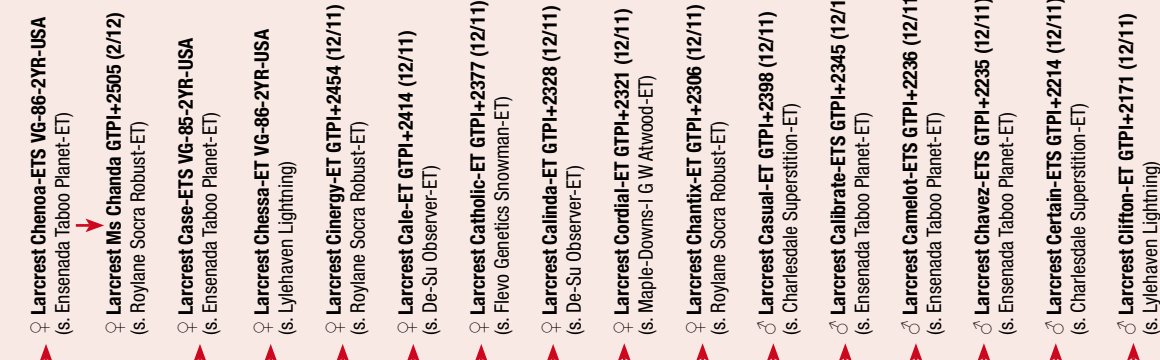 ♀ Larcrest Chenoa-ETS VG-86-2YR-USA
(s. Ensenada Taboo Planet-ET)
♀ Larcrest Ms Chanda GTPI+2505 (2/12)
(s. Roylane Socra Robust-ET)
♀ Larcrest Case-ETS VG-85-2YR-USA
(s. Ensenada Taboo Planet-ET)
♀ Larcrest Chessa-ET VG-86-2YR-USA
(s. Lylehaven Lightning)
♀ Larcrest Cinergy-ET GTPI+2454 (12/11)
(s. Roylane Socra Robust-ET)
♀ Larcrest Cale-ET GTPI+2414 (12/11)
(s. De-Su Observer-ET)
♀ Larcrest Catholic-ET GTPI+2377 (12/11)
(s. Flevo Genetics Snowman-ET)
♀ Larcrest Calinda-ET GTPI+2328 (12/11)
(s. De-Su Observer-ET)
♀ Larcrest Cordial-ET GTPI+2321 (12/11)
(s. Maple-Downs-I G W Atwood-ET)
♀ Larcrest Chantix-ET GTPI+2306 (12/11)
(s. Roylane Socra Robust-ET)
♂ Larcrest Casual-ET GTPI+2398 (12/11)
(s. Charlesdale Superstition-ET)
♂ Larcrest Calibrate-ETS GTPI+2345 (12/1
(s. Ensenada Taboo Planet-ET)
♂ Larcrest Camelot-ETS GTPI+2236 (12/11
(s. Ensenada Taboo Planet-ET)
♂ Larcrest Chavez-ETS GTPI+2235 (12/11)
(s. Ensenada Taboo Planet-ET)
♂ Larcrest Certain-ETS GTPI+2214 (12/11)
(s. Charlesdale Superstition-ET)
♂ Larcrest Clifton-ET GTPI+2171 (12/11)
(s. Lylehaven Lightning)